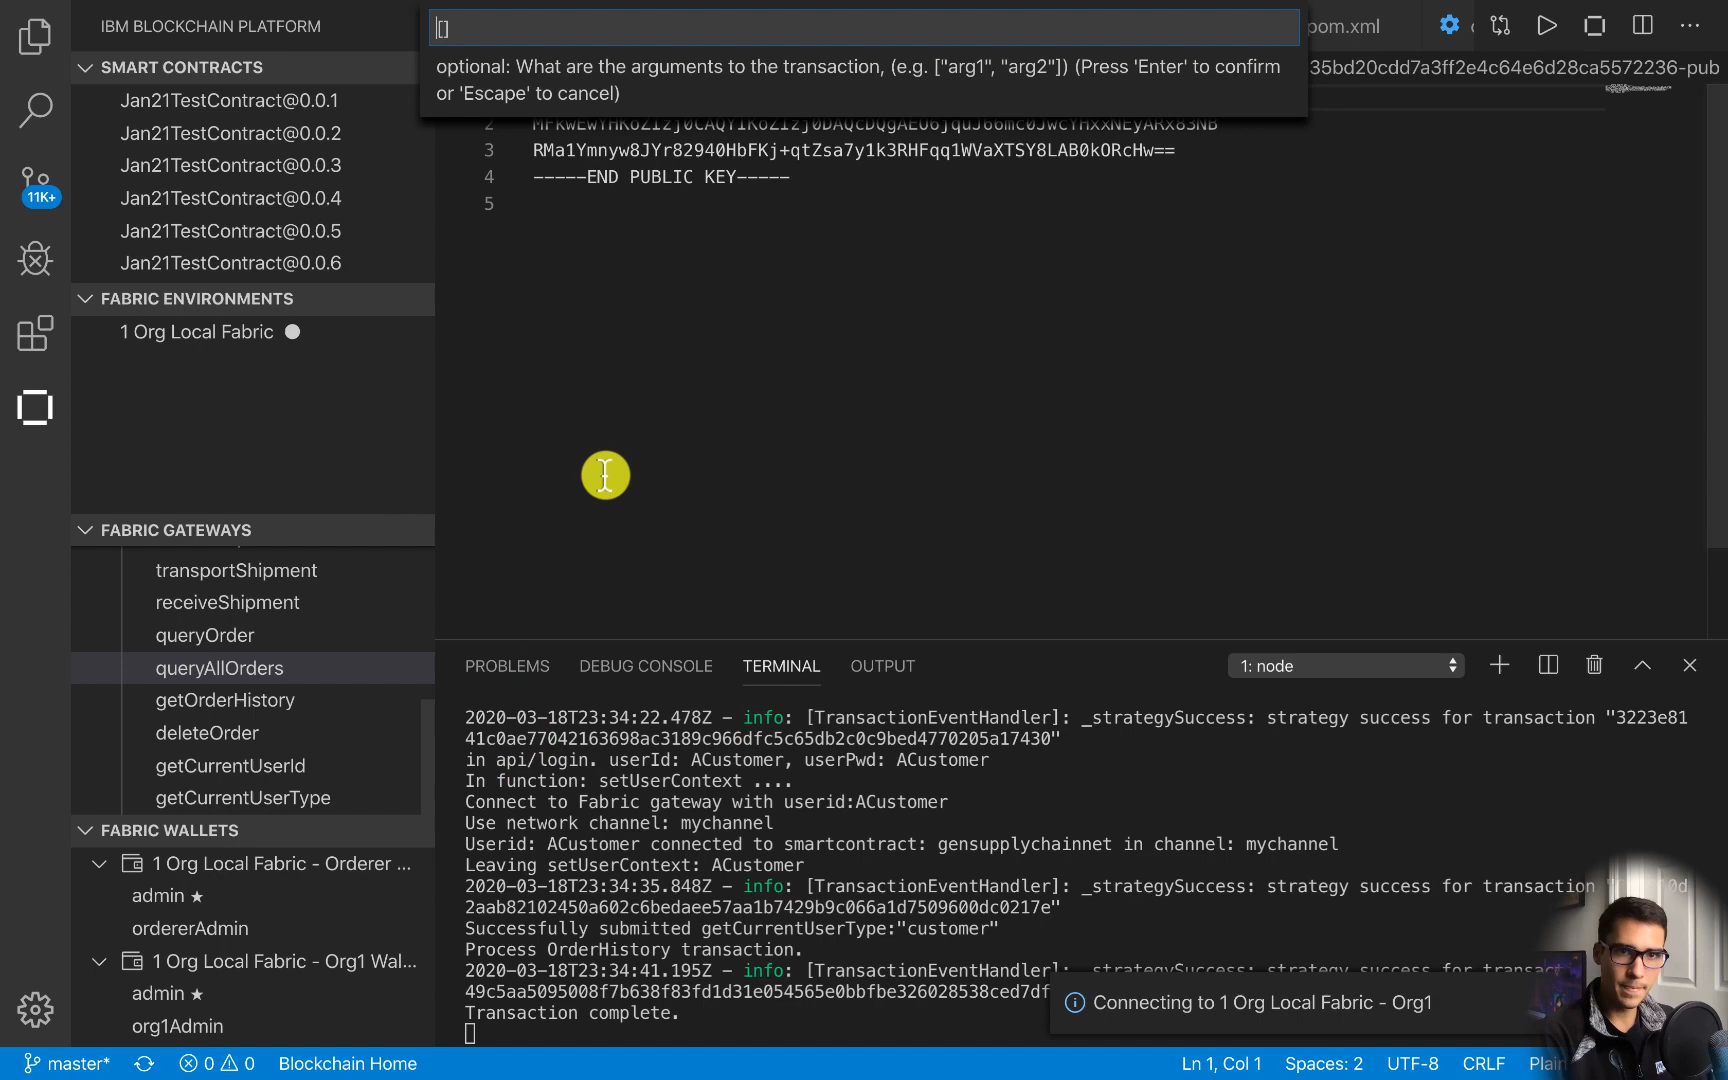 IBM BLOCKCHAIN PLATFORM
SMART CONTRACTS
Jan21TestContract@0.0.1
Jan21TestContract@0.0.2
Jan21TestContract@0.0.3
Jan21TestContract@0.0.4
Jan21TestContract@0.0.5
Jan21TestContract@0.0.6
11K+
FABRIC ENVIRONMENTS
1 Org Local Fabric
FABRIC GATEWAYS
transportShipment
receiveShipment
queryOrder
queryAllOrders
getOrderHistory
deleteOrder
getCurrentUserId
getCurrentUserType
FABRIC WALLETS
1 Org Local Fabric - Orderer ...
admin ★
ordererAdmin
1 Org Local Fabric - Org1 Wal...
admin ★
org1Admin
[]
optional: What are the arguments to the transaction, (e.g. ["arg1", "arg2"]) (Press 'Enter' to confirm
or 'Escape' to cancel)
pom.xml
35bd20cdd7a3ff2e4c64e6d28ca5572236-pub
2
3 RMa1Ymnyw8JYr82940HbFKj+qtZsa7y1k3RHFqq1WVaXTSY8LAB0kORcHw==
4 -----END PUBLIC KEY-----
5
PROBLEMS DEBUG CONSOLE TERMINAL OUTPUT 1: node
2020-03-18T23:34:22.478Z - info: [TransactionEventHandler]: _strategySuccess: strategy success for transaction "3223e81
41c0ae77042163698ac3189c966dfc5c65db2c0c9bed4770205a17430"
in api/login. userId: ACustomer, userPwd: ACustomer
In function: setUserContext ....
Connect to Fabric gateway with userid:ACustomer
Use network channel: mychannel
Userid: ACustomer connected to smartcontract: gensupplychainnet in channel: mychannel
Leaving setUserContext: ACustomer
2020-03-18T23:34:35.848Z - info: [TransactionEventHandler]: _strategySuccess: strategy success for transaction
2aab82102450a602c6bedaee57aa1b7429b9c066a1d7509600dc0217e"
Successfully submitted getCurrentUserType:"customer"
Process OrderHistory transaction.
2020-03-18T23:34:41.195Z - info: [TransactionEventHandler]: _strategySuccess: strategy success for transact
49c5aa5095008f7b638f83fd1d31e054565e0bbfbe326028538ced7df
Transaction complete.
Connecting to 1 Org Local Fabric - Org1
master* 0 0 Blockchain Home Ln 1, Col 1 Spaces: 2 UTF-8 CRLF Plain